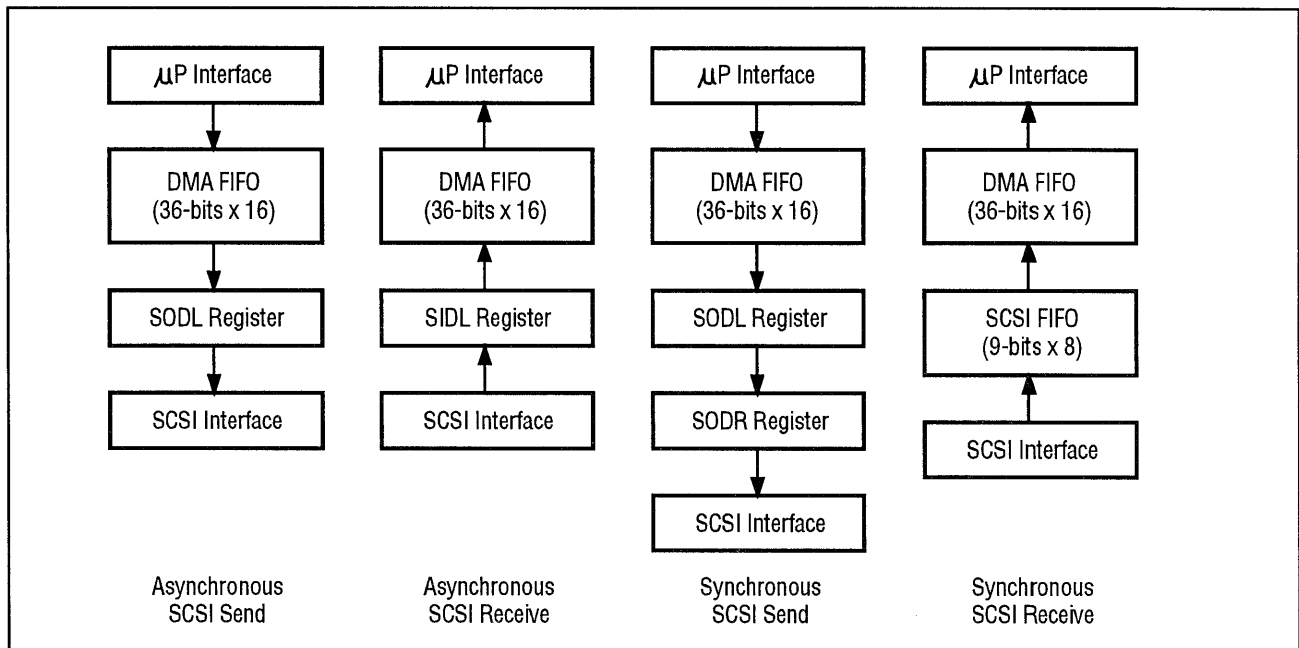 μP Interface
DMA FIFO
(36-bits x 16)
SODL Register
SCSI Interface
Asynchronous
SCSI Send
μP Interface
DMA FIFO
(36-bits x 16)
SIDL Register
SCSI Interface
Asynchronous
SCSI Receive
μP Interface
DMA FIFO
(36-bits x 16)
SODL Register
SODR Register
SCSI Interface
Synchronous
SCSI Send
μP Interface
DMA FIFO
(36-bits x 16)
SCSI FIFO
(9-bits x 8)
SCSI Interface
Synchronous
SCSI Receive